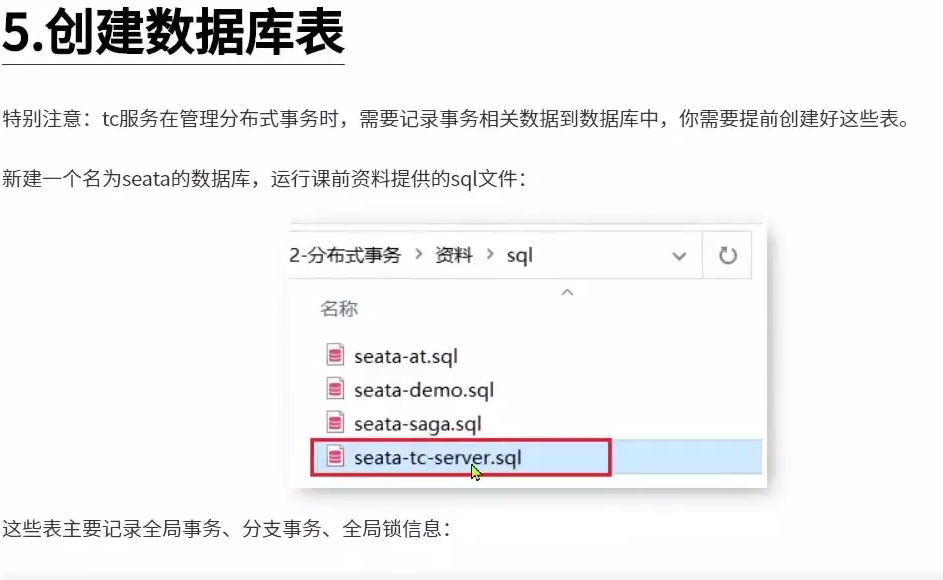 5.创建数据库表
特别注意：tc服务在管理分布式事务时，需要记录事务相关数据到数据库中，你需要提前创建好这些表。
新建一个名为seata的数据库，运行课前资料提供的sql文件：
2-分布式事务 > 资料 > sql
名称
seata-at.sql
seata-demo.sql
seata-saga.sql
seata-tc-server.sql
这些表主要记录全局事务、分支事务、全局锁信息：